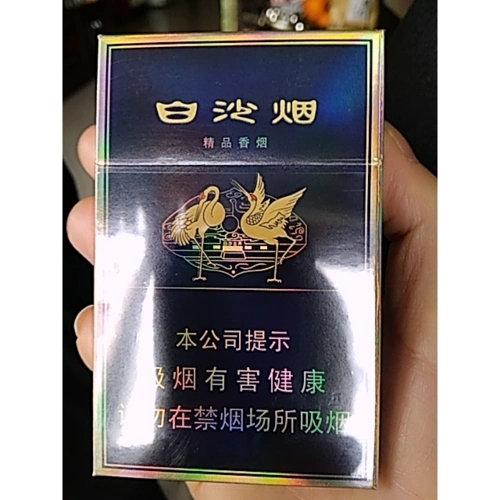 白沙烟
精品香烟
本公司提示
吸烟有害健康
请勿在禁烟场所吸烟